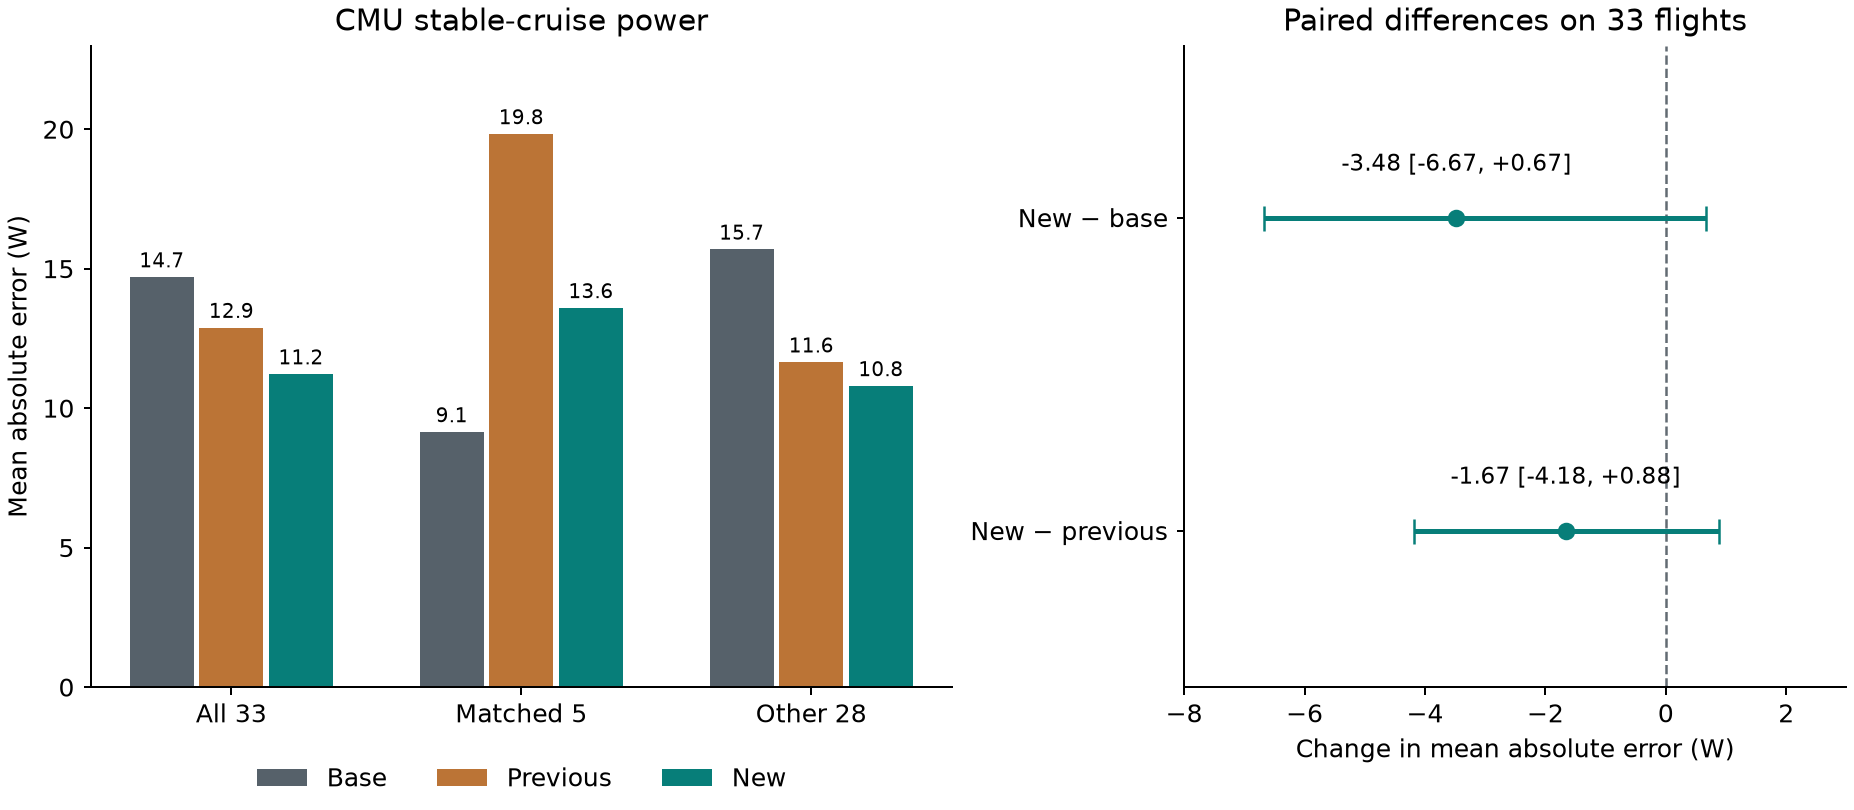 CMU stable-cruise power
Mean absolute error (W)
20
15
10
5
0
14.7
12.9
11.2
9.1
19.8
13.6
15.7
11.6
10.8
All 33
Matched 5
Other 28
Base
Previous
New
Paired differences on 33 flights
New − base
-3.48 [-6.67, +0.67]
New − previous
-1.67 [-4.18, +0.88]
−8
−6
−4
−2
0
2
Change in mean absolute error (W)